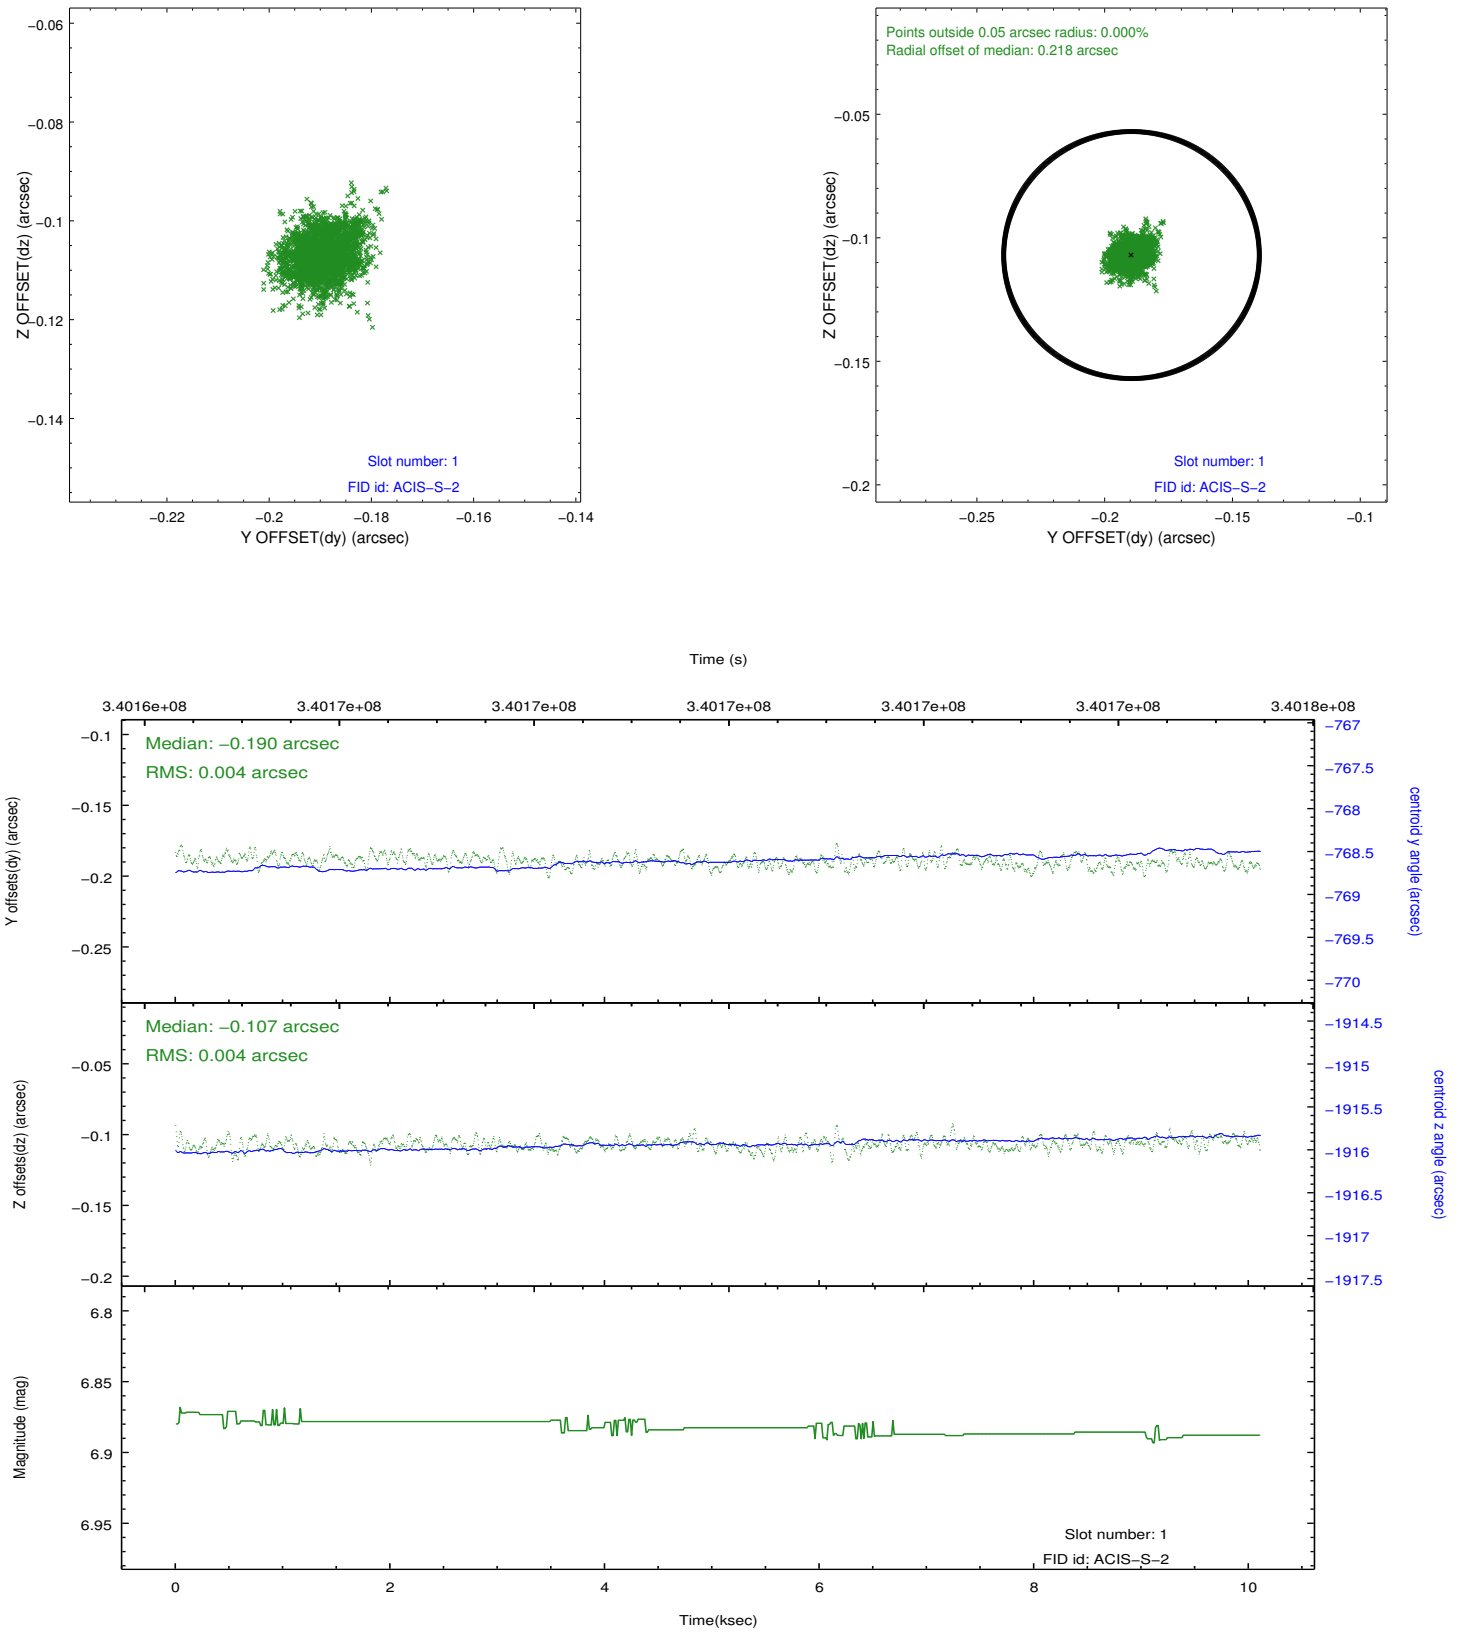 −0.06
−0.08
−0.1
−0.12
−0.14
Z OFFSET(dz) (arcsec)
Slot number: 1
FID id: ACIS−S−2
−0.22 −0.2 −0.18 −0.16 −0.14
Y OFFSET(dy) (arcsec)
Points outside 0.05 arcsec radius: 0.000%
Radial offset of median: 0.218 arcsec
−0.05
−0.1
−0.15
−0.2
Z OFFSET(dz) (arcsec)
Slot number: 1
FID id: ACIS−S−2
−0.25 −0.2 −0.15 −0.1
Y OFFSET(dy) (arcsec)
Time (s)
3.4016e+08 3.4017e+08 3.4017e+08 3.4017e+08 3.4017e+08 3.4017e+08 3.4018e+08
Median: −0.190 arcsec
RMS: 0.004 arcsec
−0.1
−0.15
−0.2
−0.25
Y offsets(dy) (arcsec)
−767
−767.5
−768
−768.5
−769
−769.5
−770
centroid y angle (arcsec)
Median: −0.107 arcsec
RMS: 0.004 arcsec
−0.05
−0.1
−0.15
−0.2
Z offsets(dz) (arcsec)
−1914.5
−1915
−1915.5
−1916
−1916.5
−1917
−1917.5
centroid z angle (arcsec)
6.8
6.85
6.9
6.95
Magnitude (mag)
Slot number: 1
FID id: ACIS−S−2
0 2 4 6 8 10
Time(ksec)